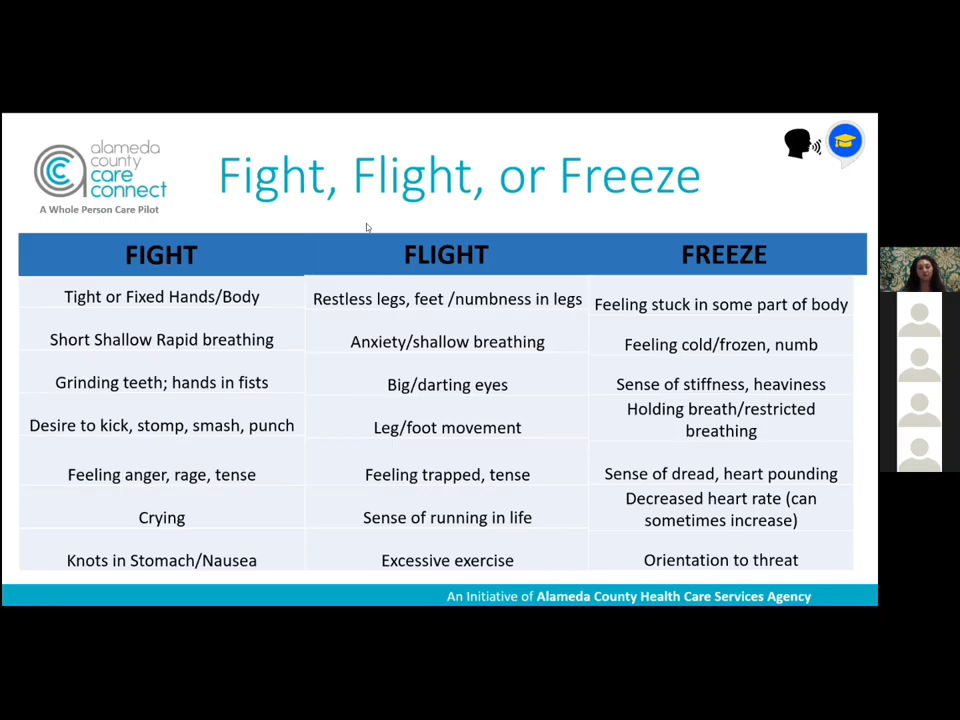 alameda
county
care
connect
A Whole Person Care Pilot
Fight, Flight, or Freeze
FIGHT FLIGHT FREEZE
Tight or Fixed Hands/Body Restless legs, feet /numbness in legs Feeling stuck in some part of body
Short Shallow Rapid breathing Anxiety/shallow breathing Feeling cold/frozen, numb
Grinding teeth; hands in fists Big/darting eyes Sense of stiffness, heaviness
Desire to kick, stomp, smash, punch Leg/foot movement Holding breath/restricted
breathing
Feeling anger, rage, tense Feeling trapped, tense Sense of dread, heart pounding
Crying Sense of running in life Decreased heart rate (can
sometimes increase)
Knots in Stomach/Nausea Excessive exercise Orientation to threat
An Initiative of Alameda County Health Care Services Agency